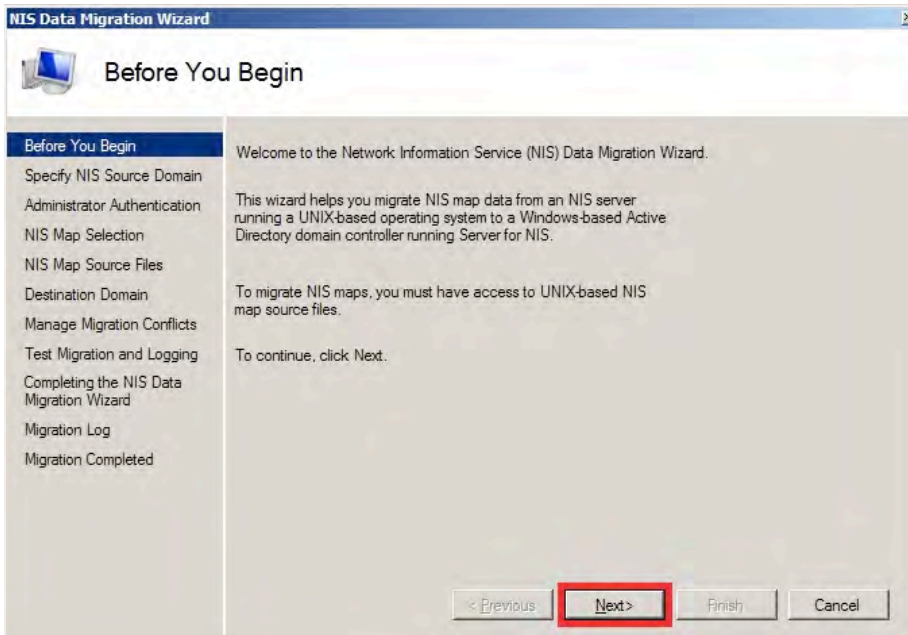 NIS Data Migration Wizard
Before You Begin
Before You Begin
Specify NIS Source Domain
Administrator Authentication
NIS Map Selection
NIS Map Source Files
Destination Domain
Manage Migration Conflicts
Test Migration and Logging
Completing the NIS Data
Migration Wizard
Migration Log
Migration Completed
Welcome to the Network Information Service (NIS) Data Migration Wizard.
This wizard helps you migrate NIS map data from an NIS server
running a UNIX-based operating system to a Windows-based Active
Directory domain controller running Server for NIS.
To migrate NIS maps, you must have access to UNIX-based NIS
map source files.
To continue, click Next.
< Previous
Next>
Finish
Cancel